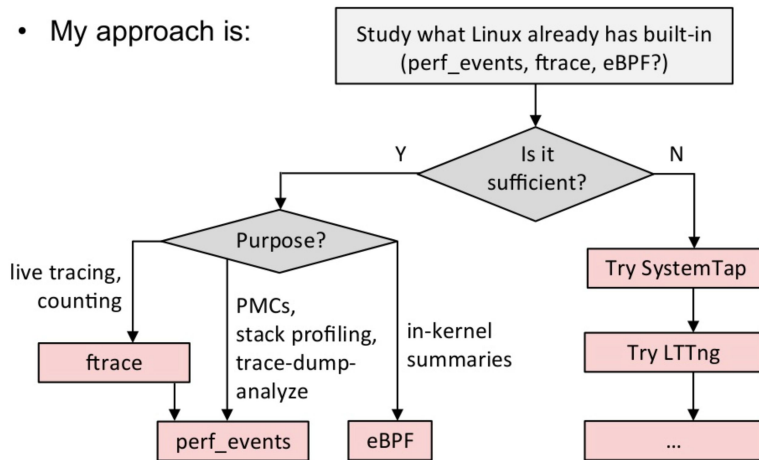 • My approach is:
Study what Linux already has built-in
(perf_events, ftrace, eBPF?)
Y
Is it
sufficient?
N
Purpose?
live tracing,
counting
PMCs,
stack profiling,
trace-dump-
analyze
in-kernel
summaries
Try SystemTap
ftrace
Try LTTng
perf_events
eBPF
...